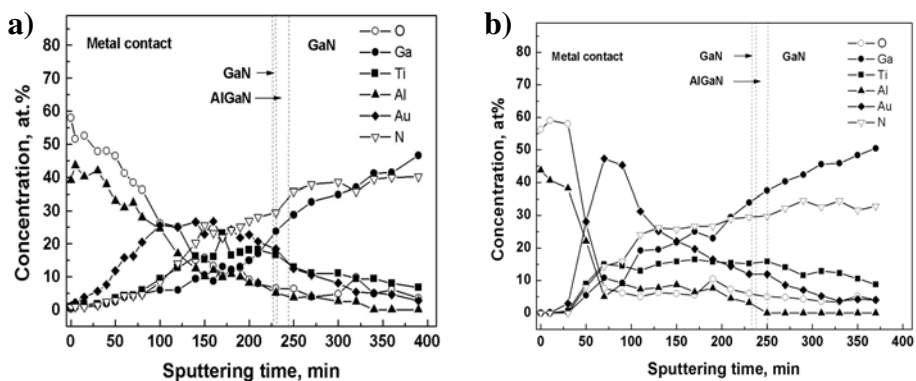 a)
Metal contact
GaN
GaN
AlGaN
O
Ga
Ti
Al
Au
N
Concentration, at.%
80
70
60
50
40
30
20
10
0
0 50 100 150 200 250 300 350 400
Sputtering time, min
b)
Metal contact
GaN
GaN
AlGaN
O
Ga
Ti
Al
Au
N
Concentration, at%
80
70
60
50
40
30
20
10
0
0 50 100 150 200 250 300 350 400
Sputtering time, min